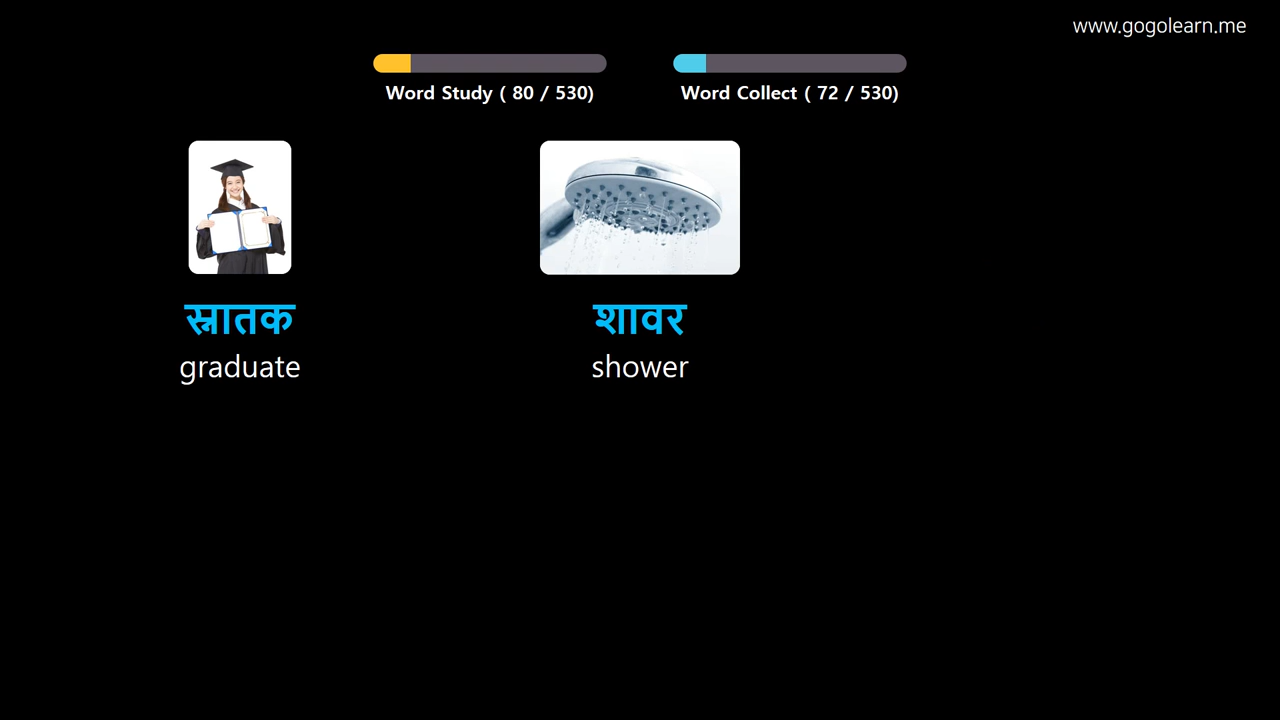 www.gogolearn.me
Word Study ( 80 / 530)
Word Collect ( 72 / 530)
स्नातक
graduate
शावर
shower